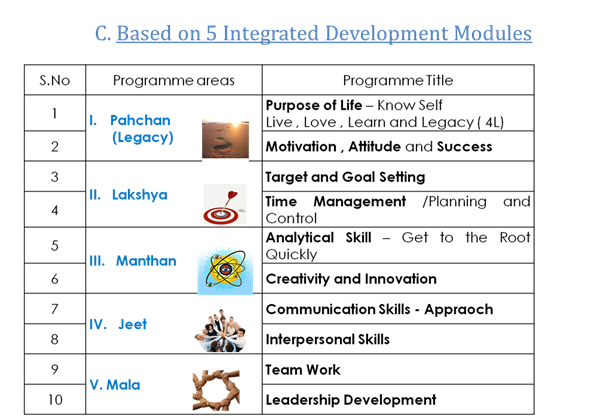 C. Based on 5 Integrated Development Modules
S.No Programme areas Programme Title
1 I. Pahchan (Legacy) Purpose of Life – Know Self
Live , Love , Learn and Legacy ( 4L)
2 Motivation , Attitude and Success
3 II. Lakshya Target and Goal Setting
4 Time Management /Planning and
Control
5 III. Manthan Analytical Skill – Get to the Root
Quickly
6 Creativity and Innovation
7 IV. Jeet Communication Skills - Appraoch
8 Interpersonal Skills
9 V. Mala Team Work
10 Leadership Development